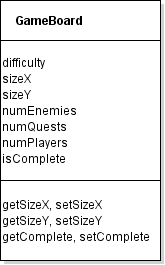 GameBoard
difficulty
sizeX
sizeY
numEnemies
numQuests
numPlayers
isComplete
getSizeX, setSizeX
getSizeY, setSizeY
getComplete, setComplete